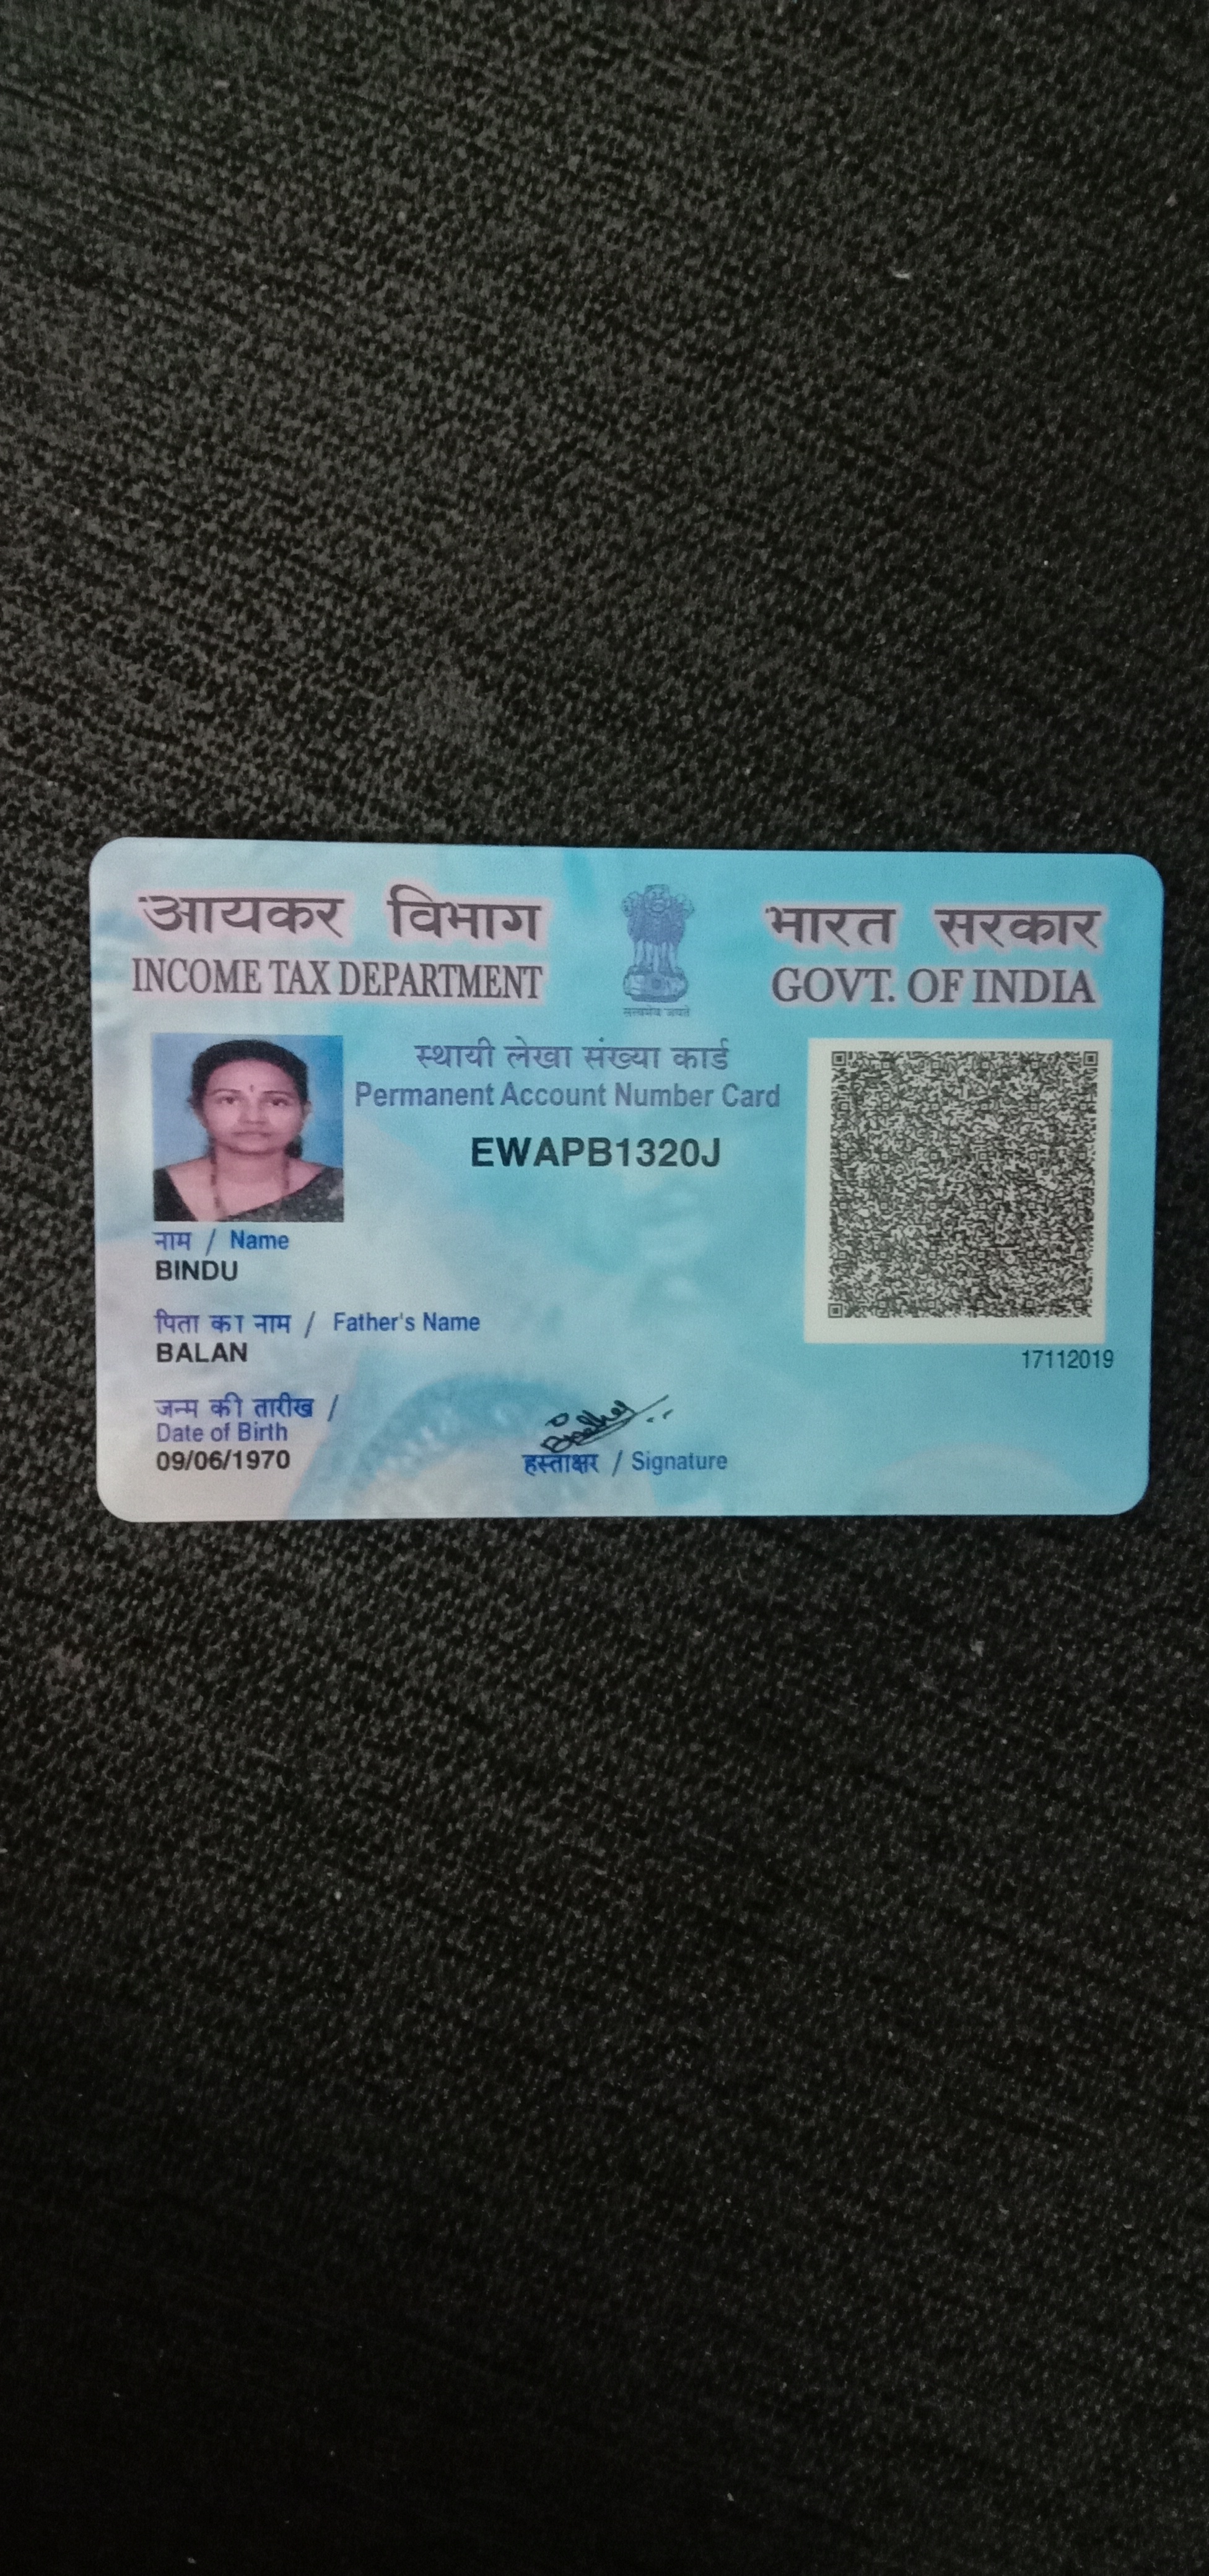 आयकर विभाग
INCOME TAX DEPARTMENT
सत्यमेव जयते
भारत सरकार
GOVT. OF INDIA
स्थायी लेखा संख्या कार्ड
Permanent Account Number Card
EWAPB1320J
नाम / Name
BINDU
पिता का नाम / Father's Name
BALAN
जन्म की तारीख /
Date of Birth
09/06/1970
हस्ताक्षर / Signature
17112019